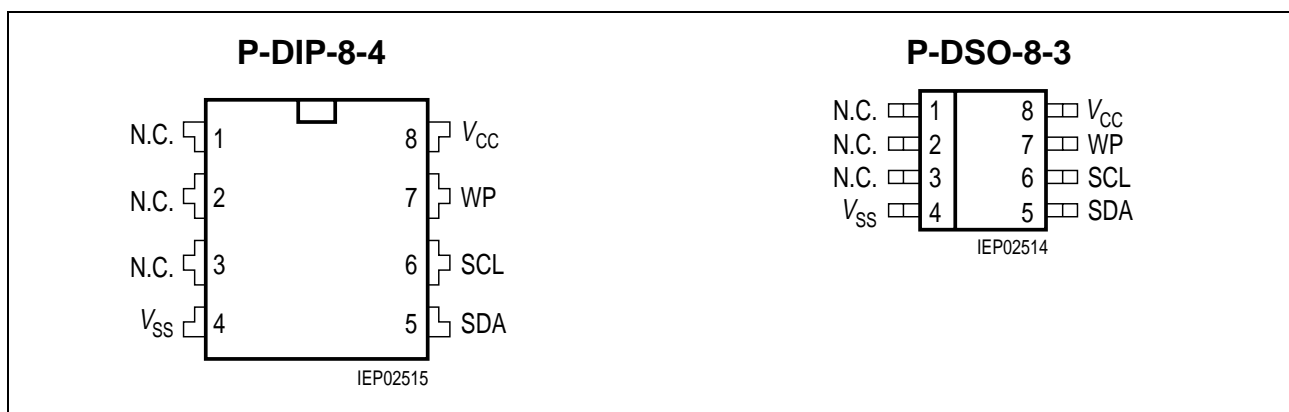 P-DIP-8-4
N.C. 1 8 VCC
N.C. 2 7 WP
N.C. 3 6 SCL
VSS 4 5 SDA
IEP02515
P-DSO-8-3
N.C. 1 8 VCC
N.C. 2 7 WP
N.C. 3 6 SCL
VSS 4 5 SDA
IEP02514